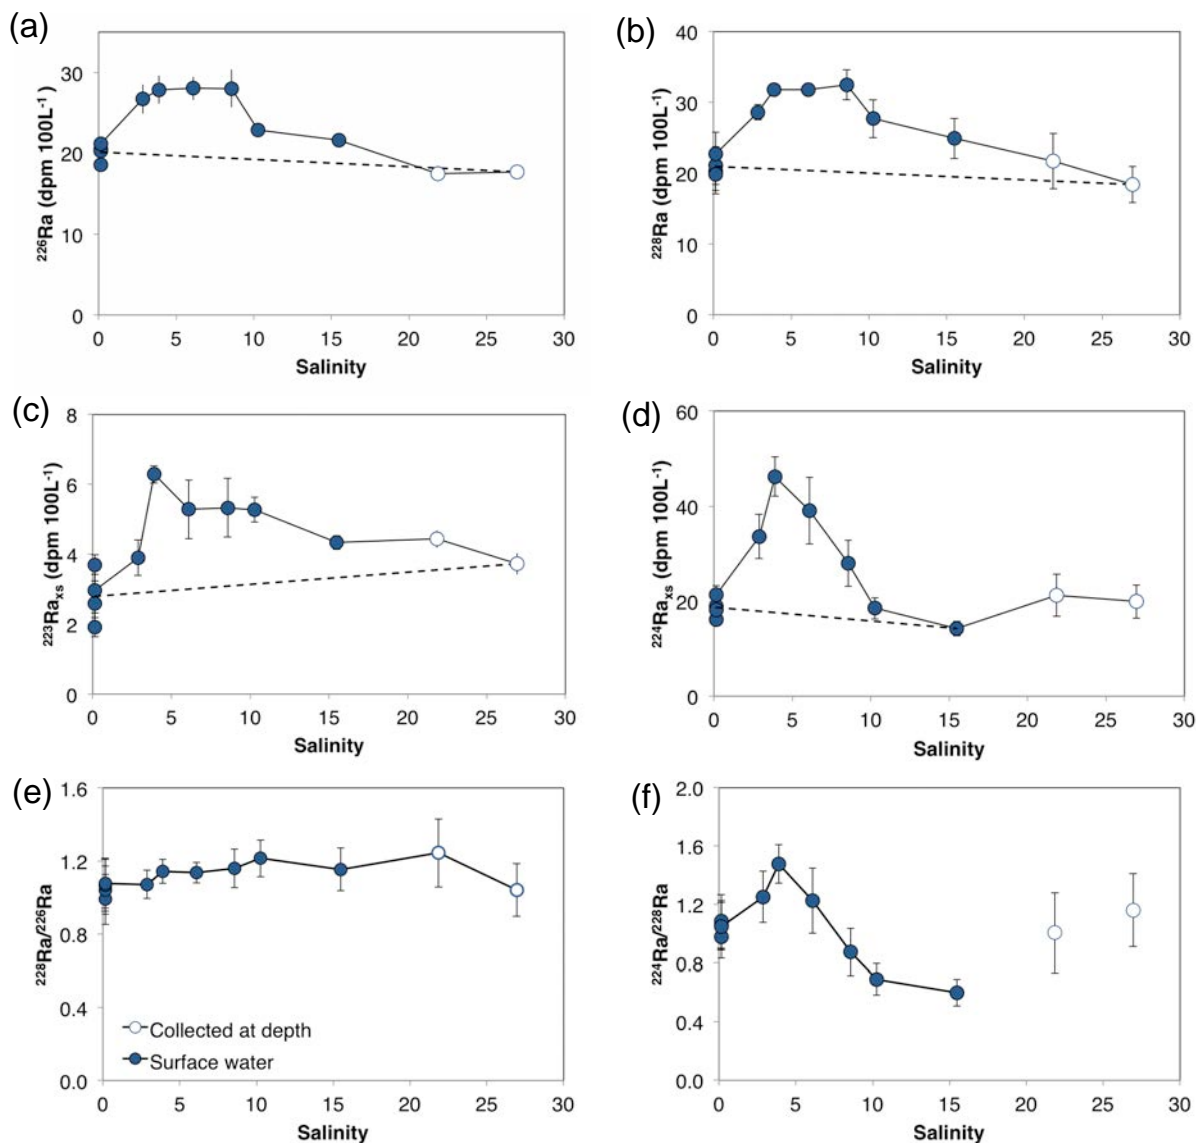 (a)
30
20
10
0
²²⁶Ra (dpm 100L⁻¹)
0 5 10 15 20 25 30
Salinity
(b)
40
30
20
10
0
²²⁸Ra (dpm 100L⁻¹)
0 5 10 15 20 25 30
Salinity
(c)
8
6
4
2
0
²²³Raₓₛ (dpm 100L⁻¹)
0 5 10 15 20 25 30
Salinity
(d)
60
40
20
0
²²⁴Raₓₛ (dpm 100L⁻¹)
0 5 10 15 20 25 30
Salinity
(e)
1.6
1.2
0.8
0.4
0.0
²²⁸Ra/²²⁶Ra
Collected at depth
Surface water
0 5 10 15 20 25 30
Salinity
(f)
2.0
1.6
1.2
0.8
0.4
0.0
²²⁴Ra/²²⁸Ra
0 5 10 15 20 25 30
Salinity